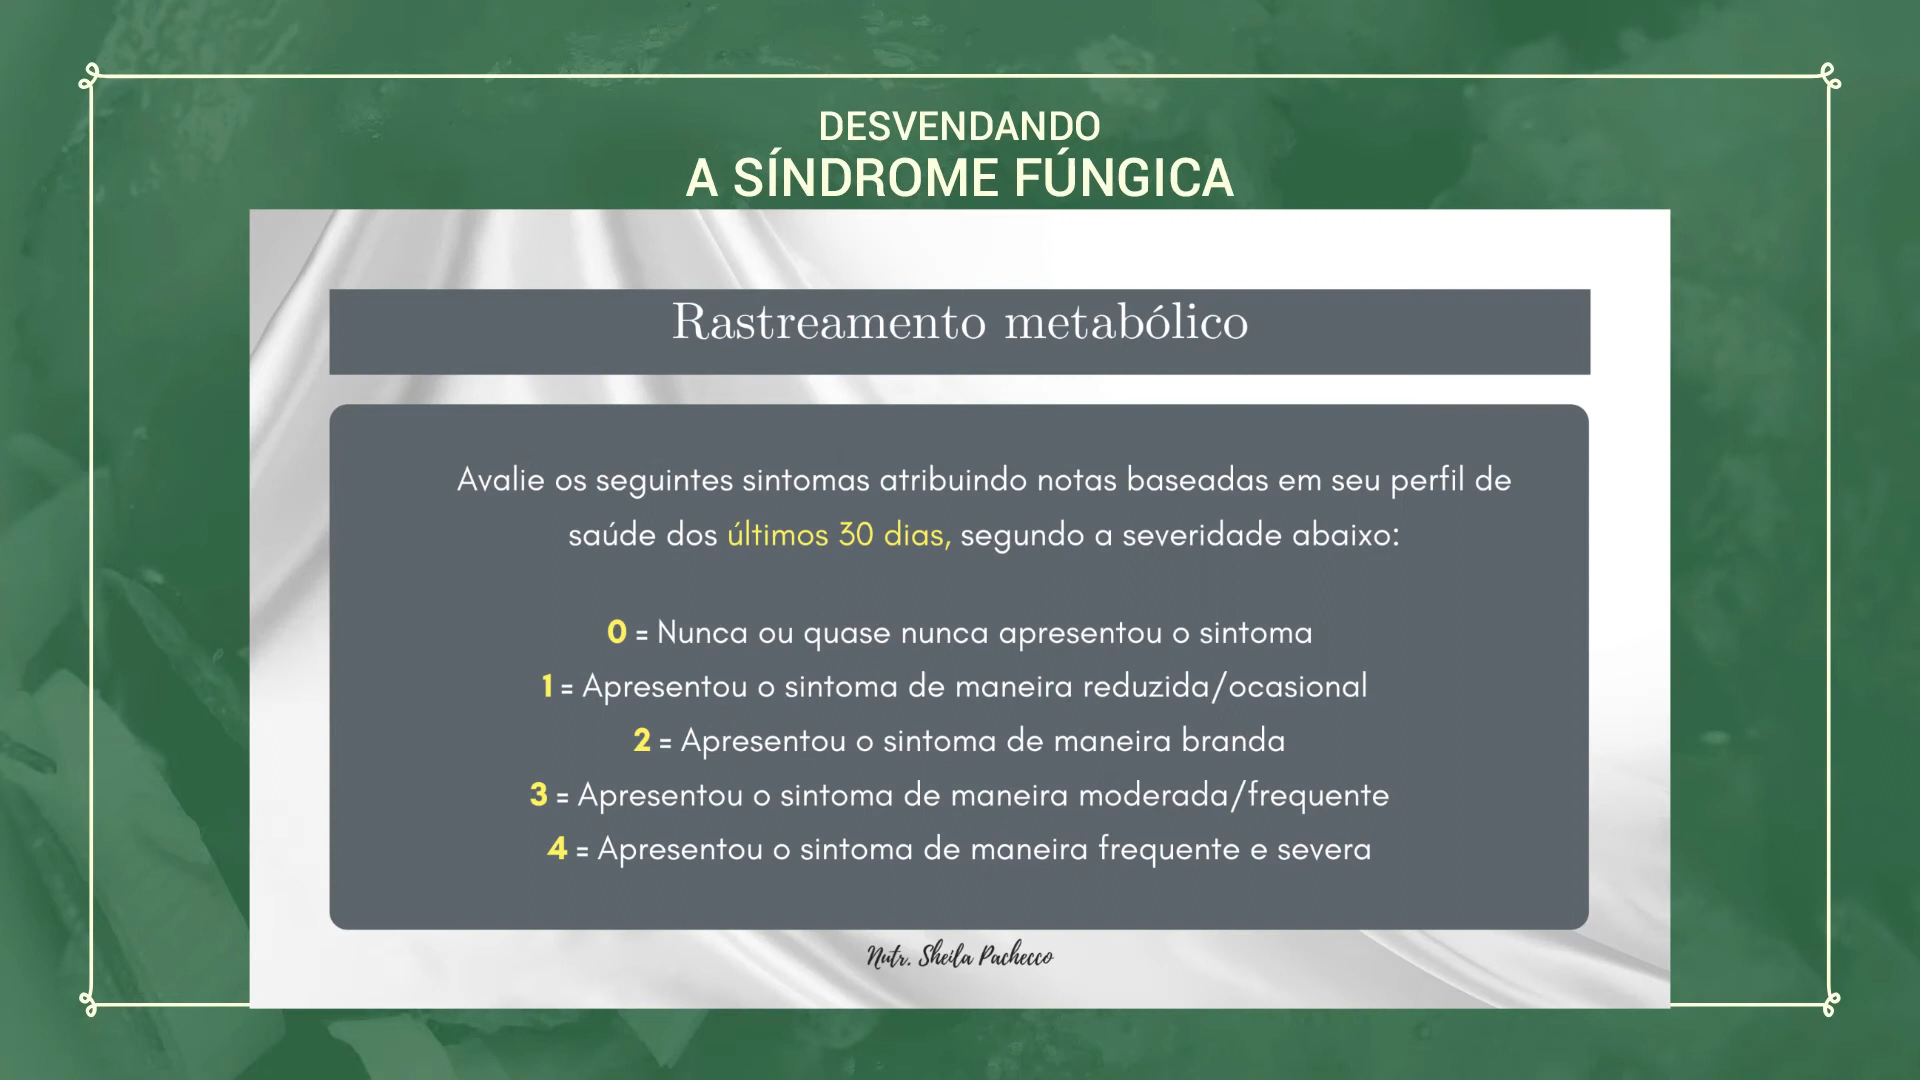 DESVENDANDO
A SÍNDROME FÚNGICA
Rastreamento metabólico
Avalie os seguintes sintomas atribuindo notas baseadas em seu perfil de
saúde dos últimos 30 dias, segundo a severidade abaixo:
0 = Nunca ou quase nunca apresentou o sintoma
1 = Apresentou o sintoma de maneira reduzida/ocasional
2 = Apresentou o sintoma de maneira branda
3 = Apresentou o sintoma de maneira moderada/frequente
4 = Apresentou o sintoma de maneira frequente e severa
Nutr. Sheila Pachecco